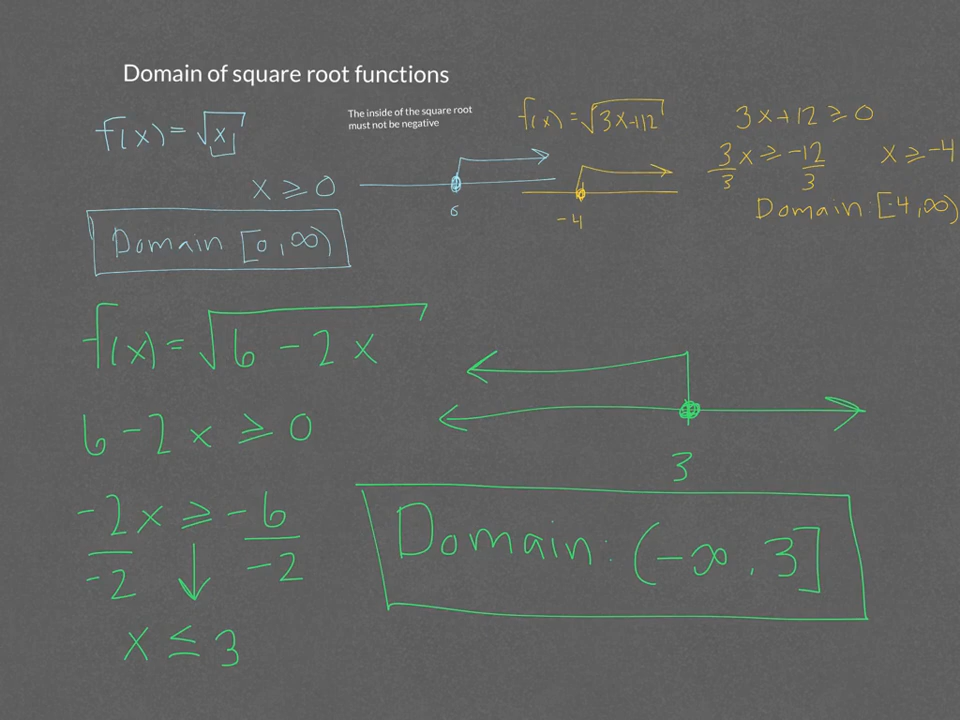 Domain of square root functions
f(x) = √x
The inside of the square root
must not be negative
x ≥ 0
0
Domain [0, ∞)
f(x) = √3x+12
3x+12 ≥ 0
3x/3 ≥ -12/3
x ≥ -4
-4
Domain: [-4, ∞)
f(x) = √6 - 2x
6 - 2x ≥ 0
-2x/-2 ≥ -6/-2
x ≤ 3
3
Domain: (-∞, 3]